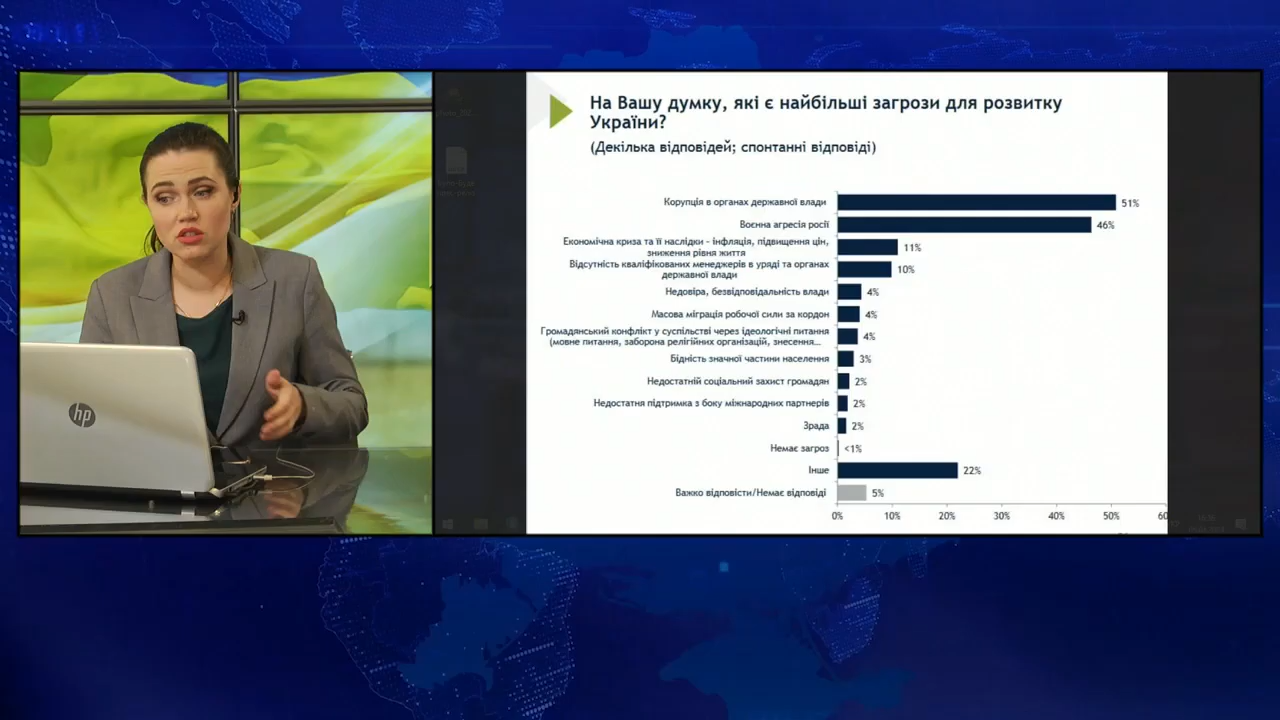 На Вашу думку, які є найбільші загрози для розвитку
України?
(Декілька відповідей; спонтанні відповіді)
Корупція в органах державної влади 51%
Воєнна агресія росії 46%
Економічна криза та її наслідки - інфляція, підвищення цін,
зниження рівня життя 11%
Відсутність кваліфікованих менеджерів в уряді та органах
державної влади 10%
Недовіра, безвідповідальність влади 4%
Масова міграція робочої сили за кордон 4%
Громадянський конфлікт у суспільстві через ідеологічні питання
(мовне питання, заборона релігійних організацій, знесення... 4%
Бідність значної частини населення 3%
Недостатній соціальний захист громадян 2%
Недостатня підтримка з боку міжнародних партнерів 2%
Зрада 2%
Немає загроз <1%
Інше 22%
Важко відповісти/Немає відповіді 5%
0% 10% 20% 30% 40% 50% 60
hp